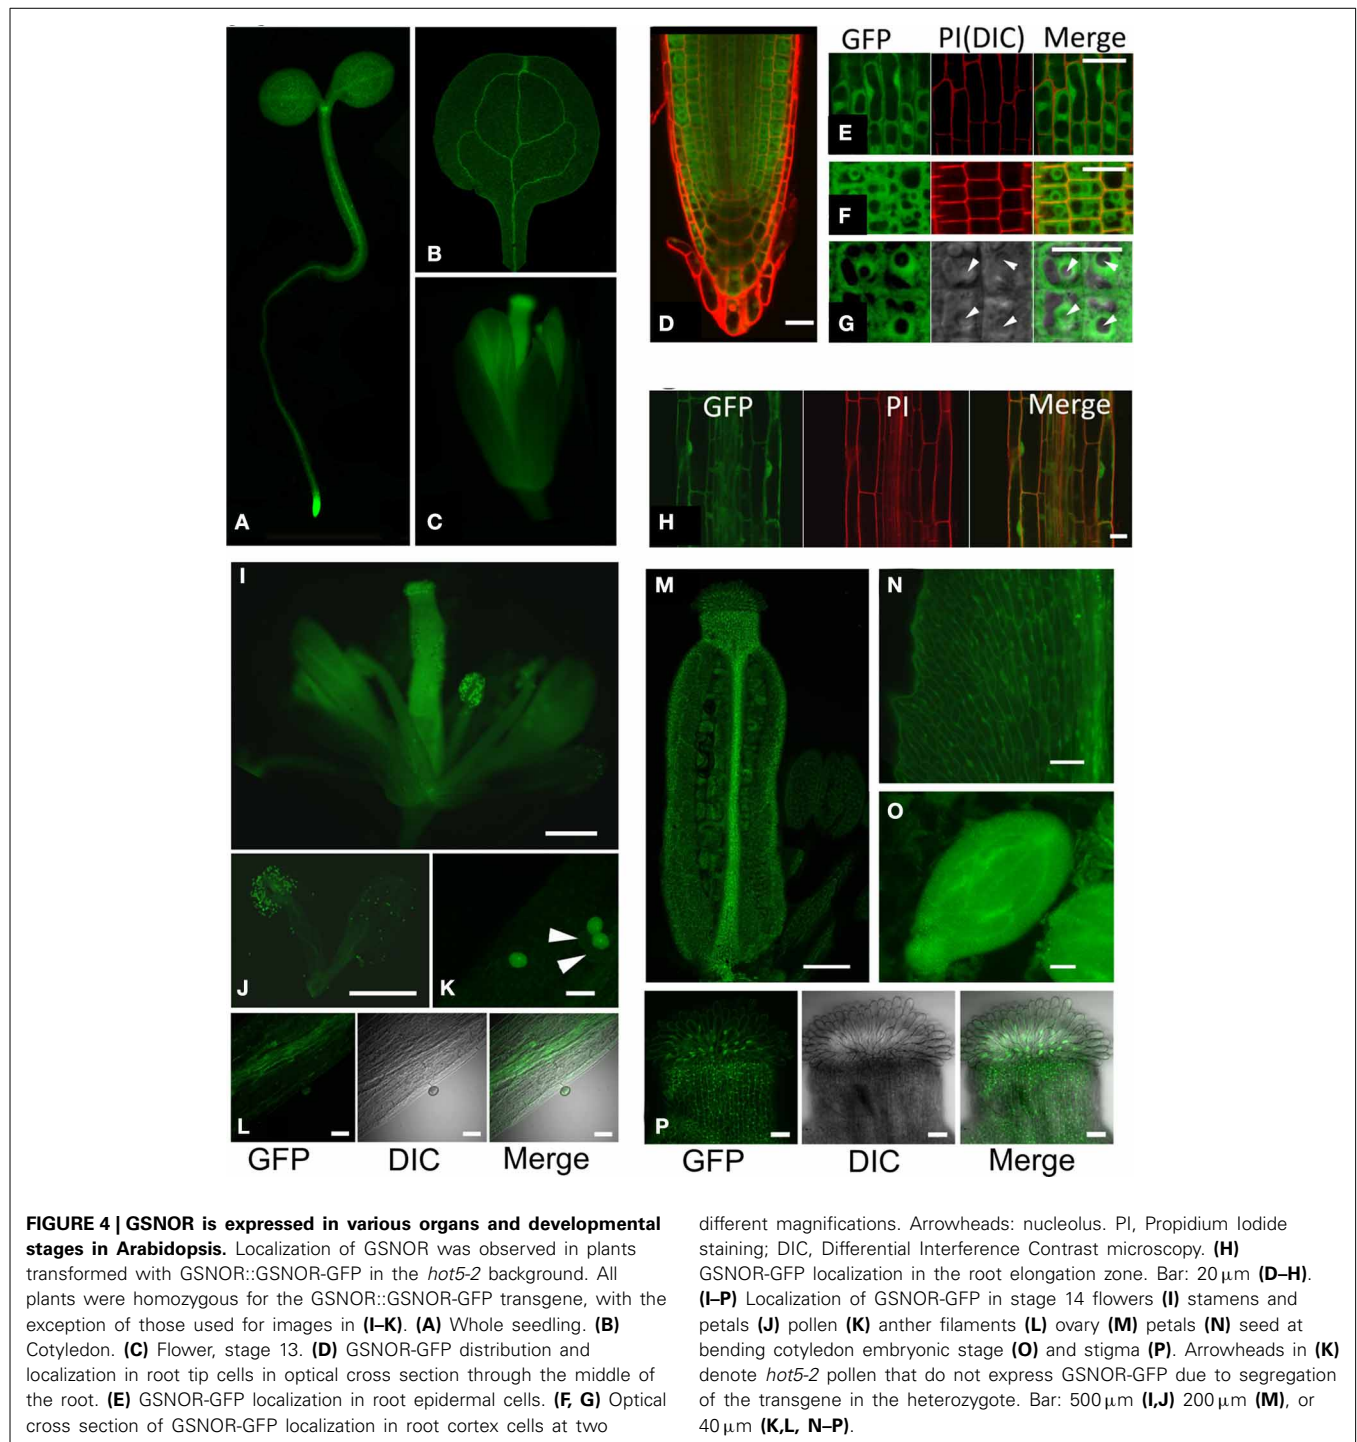 A
B
C
D
GFP PI(DIC) Merge
E
F
G
GFP PI Merge
H
I
J
K
L
GFP DIC Merge
M
N
O
P
GFP DIC Merge
FIGURE 4 | GSNOR is expressed in various organs and developmental
stages in Arabidopsis. Localization of GSNOR was observed in plants
transformed with GSNOR::GSNOR-GFP in the hot5-2 background. All
plants were homozygous for the GSNOR::GSNOR-GFP transgene, with the
exception of those used for images in (I–K). (A) Whole seedling. (B)
Cotyledon. (C) Flower, stage 13. (D) GSNOR-GFP distribution and
localization in root tip cells in optical cross section through the middle of
the root. (E) GSNOR-GFP localization in root epidermal cells. (F, G) Optical
cross section of GSNOR-GFP localization in root cortex cells at two
different magnifications. Arrowheads: nucleolus. PI, Propidium Iodide
staining; DIC, Differential Interference Contrast microscopy. (H)
GSNOR-GFP localization in the root elongation zone. Bar: 20 μm (D–H).
(I–P) Localization of GSNOR-GFP in stage 14 flowers (I) stamens and
petals (J) pollen (K) anther filaments (L) ovary (M) petals (N) seed at
bending cotyledon embryonic stage (O) and stigma (P). Arrowheads in (K)
denote hot5-2 pollen that do not express GSNOR-GFP due to segregation
of the transgene in the heterozygote. Bar: 500 μm (I,J) 200 μm (M), or
40 μm (K,L, N–P).